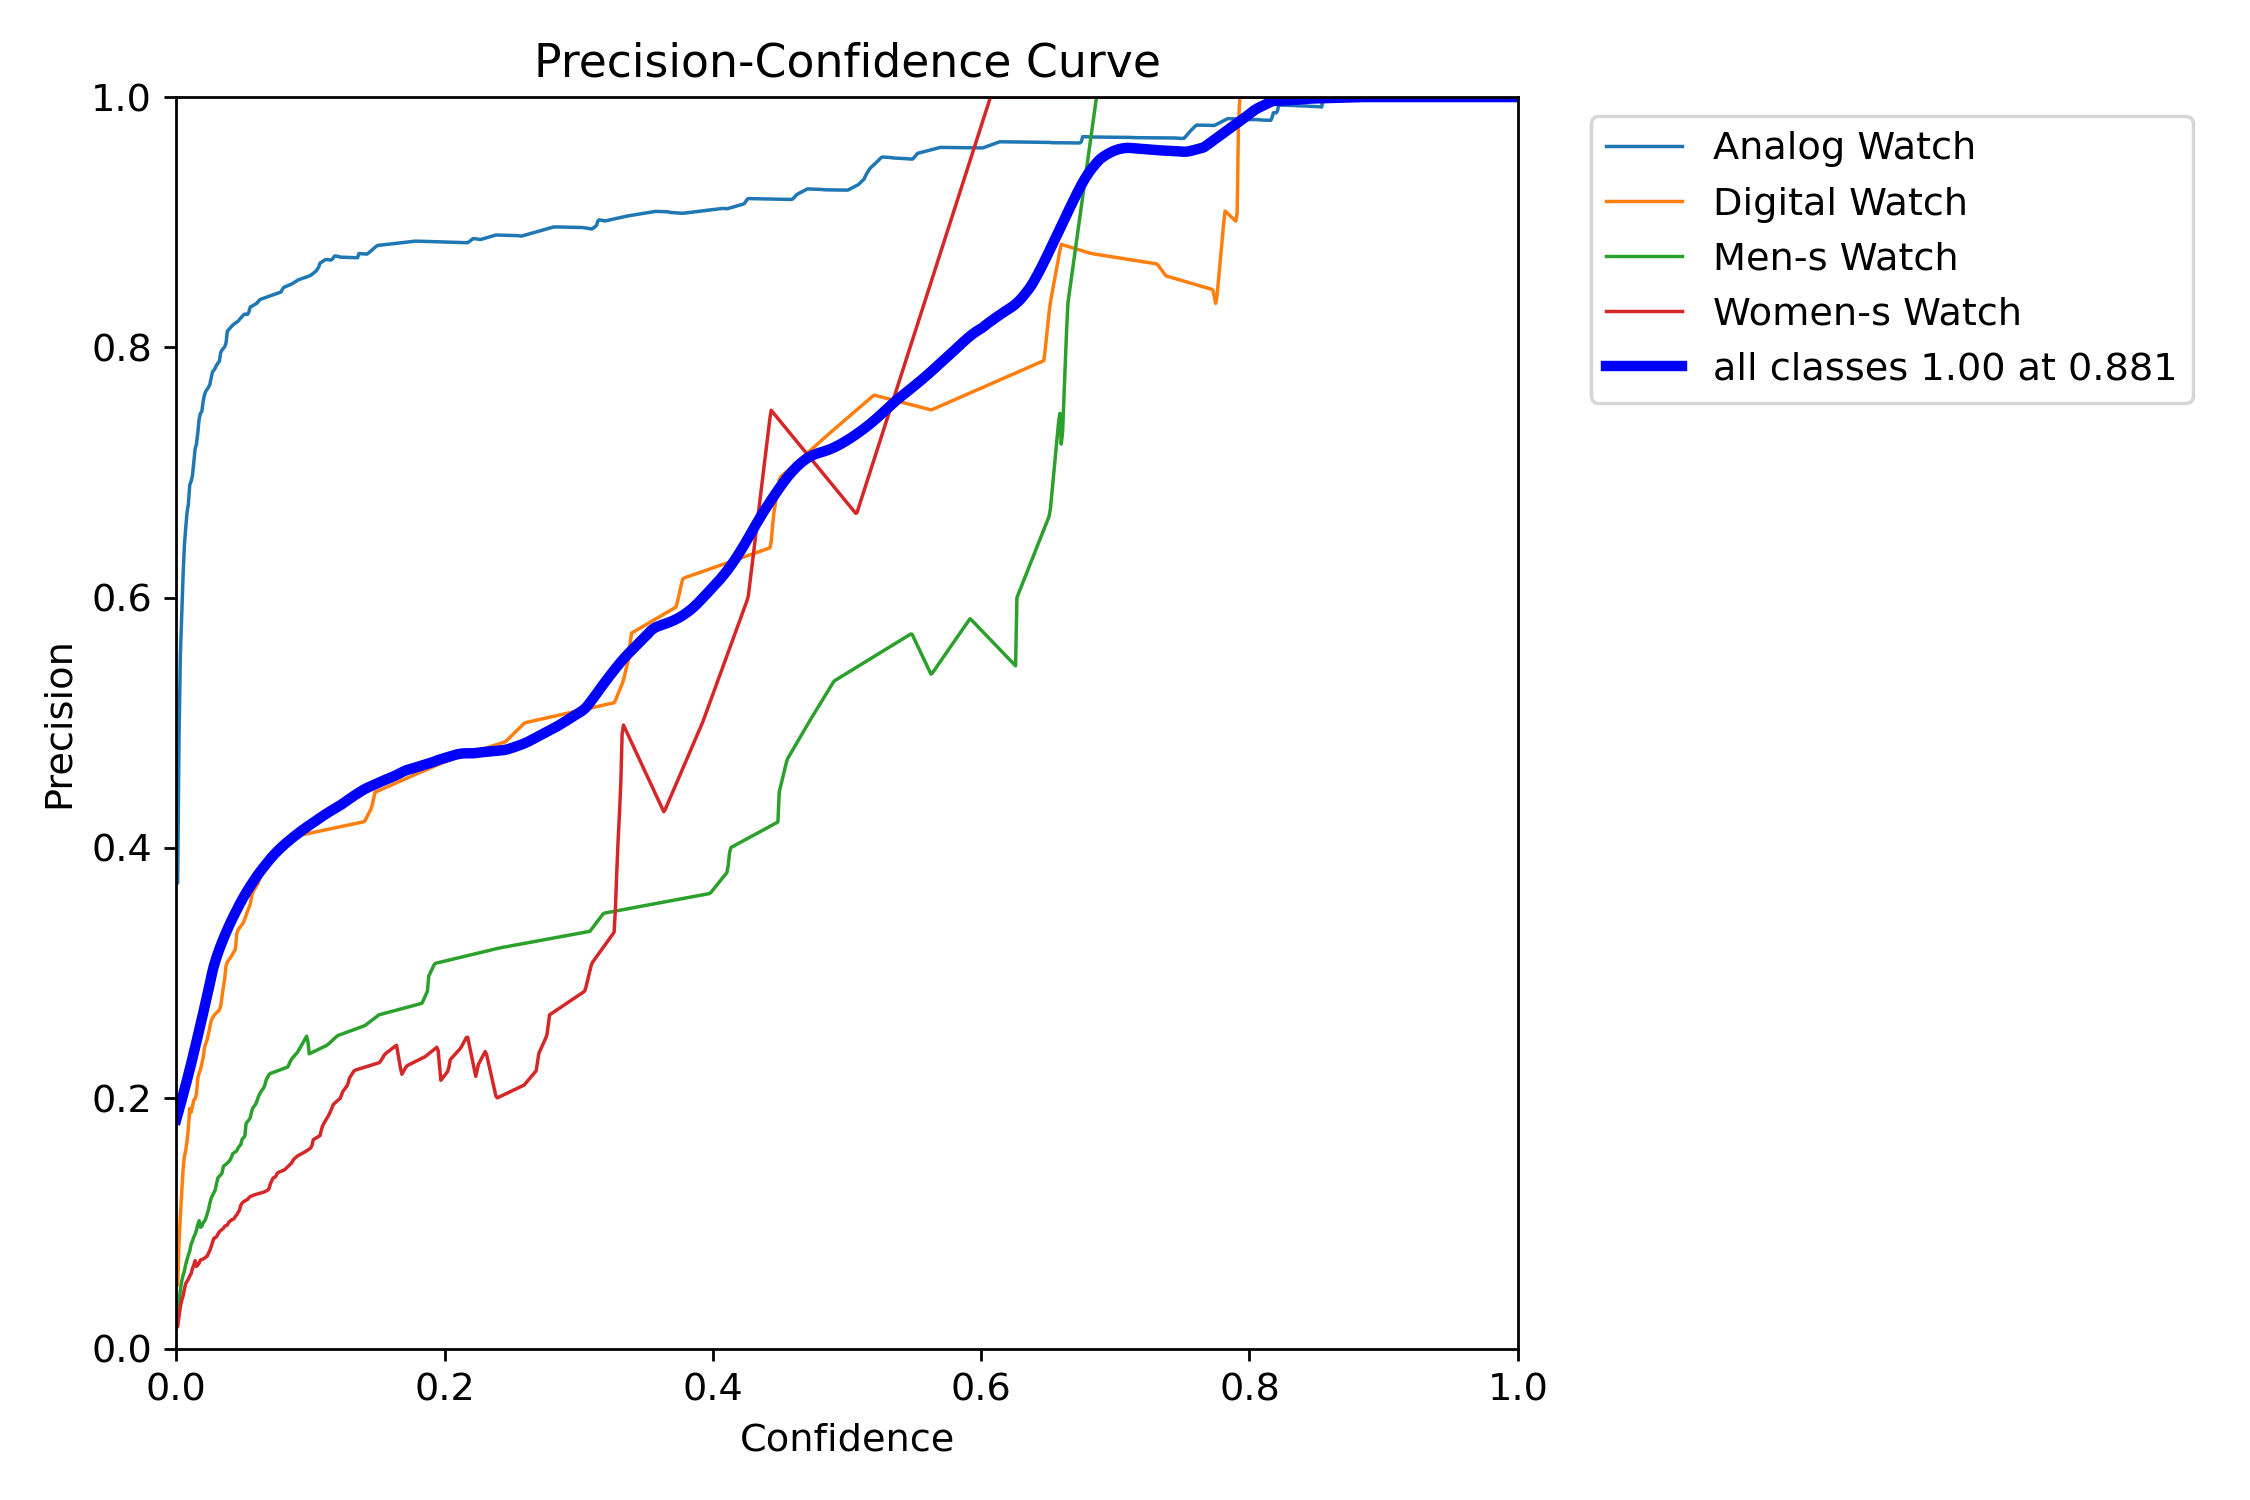 Precision-Confidence Curve
1.0
0.8
0.6
0.4
0.2
0.0
Precision
0.0 0.2 0.4 0.6 0.8 1.0
Confidence
Analog Watch
Digital Watch
Men-s Watch
Women-s Watch
all classes 1.00 at 0.881